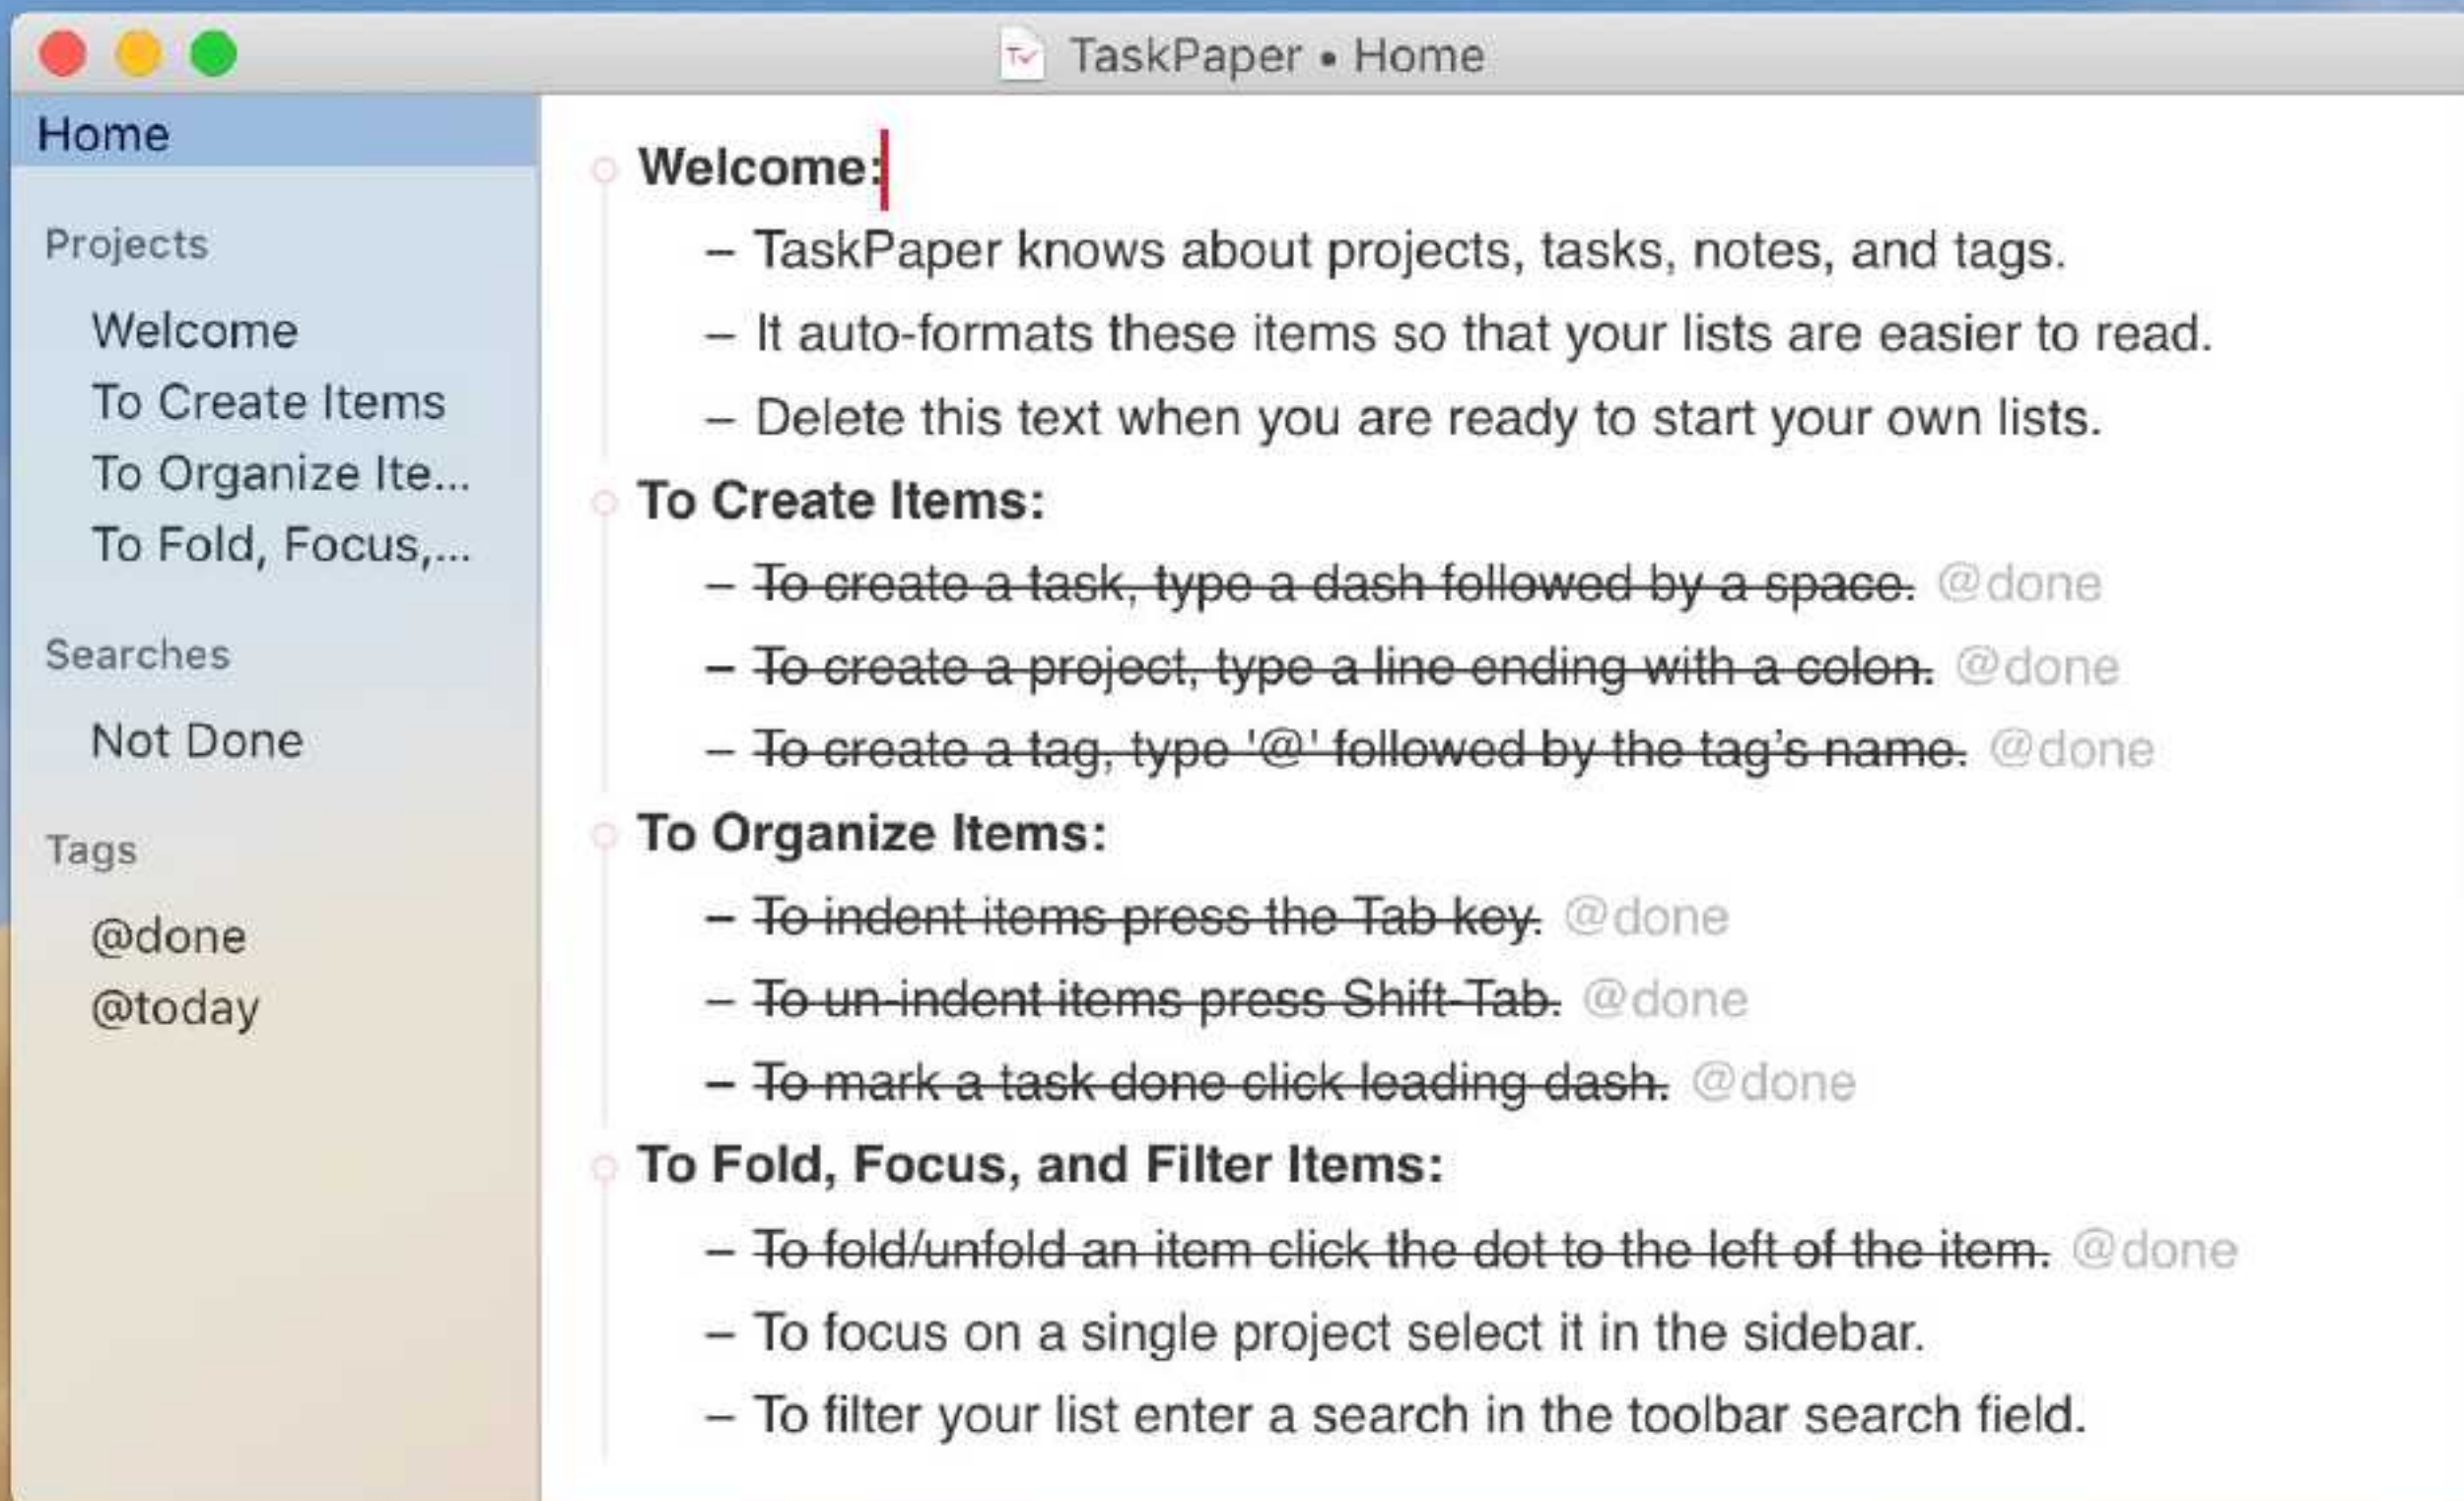 TaskPaper • Home
Home
Projects
Welcome
To Create Items
To Organize Ite...
To Fold, Focus,...
Searches
Not Done
Tags
@done
@today
Welcome:
– TaskPaper knows about projects, tasks, notes, and tags.
– It auto-formats these items so that your lists are easier to read.
– Delete this text when you are ready to start your own lists.
To Create Items:
– To create a task, type a dash followed by a space. @done
– To create a project, type a line ending with a colon. @done
– To create a tag, type '@' followed by the tag’s name. @done
To Organize Items:
– To indent items press the Tab key. @done
– To un-indent items press Shift-Tab. @done
– To mark a task done click leading dash. @done
To Fold, Focus, and Filter Items:
– To fold/unfold an item click the dot to the left of the item. @done
– To focus on a single project select it in the sidebar.
– To filter your list enter a search in the toolbar search field.